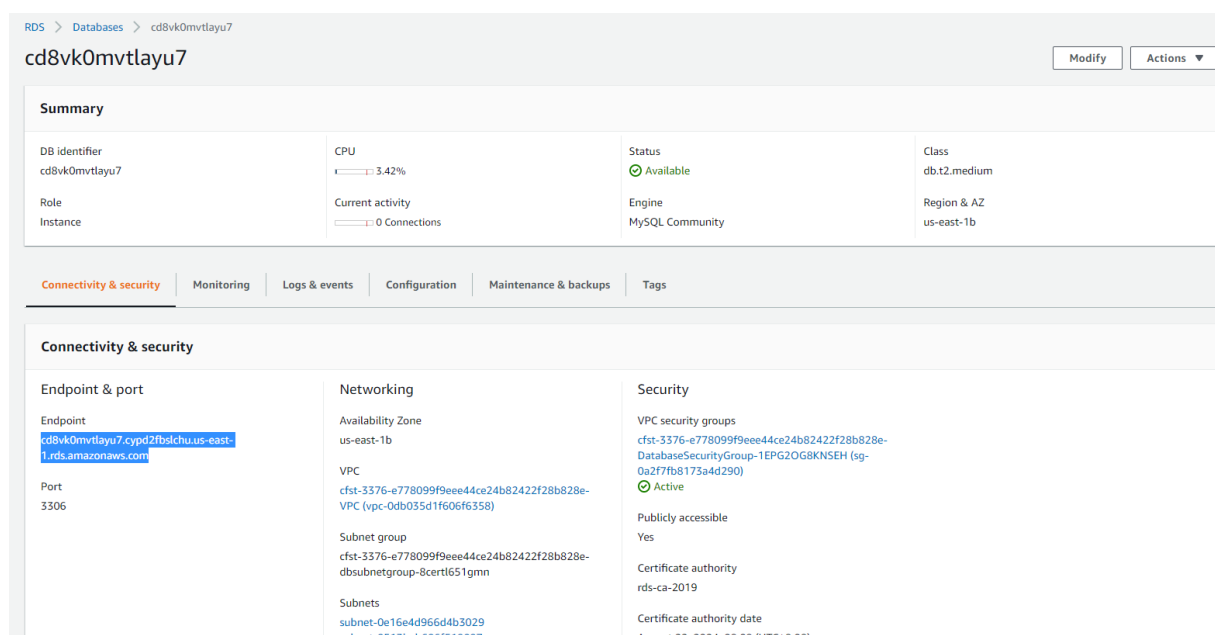 RDS > Databases > cd8vk0mvtlayu7
cd8vk0mvtlayu7
Modify
Actions ▼
Summary
DB identifier
cd8vk0mvtlayu7
CPU
3.42%
Status
Available
Class
db.t2.medium
Role
Instance
Current activity
0 Connections
Engine
MySQL Community
Region & AZ
us-east-1b
Connectivity & security
Monitoring
Logs & events
Configuration
Maintenance & backups
Tags
Connectivity & security
Endpoint & port
Endpoint
cd8vk0mvtlayu7.cypd2fbslchu.us-east-
1.rds.amazonaws.com
Port
3306
Networking
Availability Zone
us-east-1b
VPC
cfst-3376-e778099f9eee44ce24b82422f28b828e-
VPC (vpc-0db035d1f606f6358)
Subnet group
cfst-3376-e778099f9eee44ce24b82422f28b828e-
dbsubnetgroup-8certl651gmn
Subnets
subnet-0e16e4d966d4b3029
Security
VPC security groups
cfst-3376-e778099f9eee44ce24b82422f28b828e-
DatabaseSecurityGroup-1EPG2OG8KNSEH (sg-
0a2f7fb8173a4d290)
Active
Publicly accessible
Yes
Certificate authority
rds-ca-2019
Certificate authority date